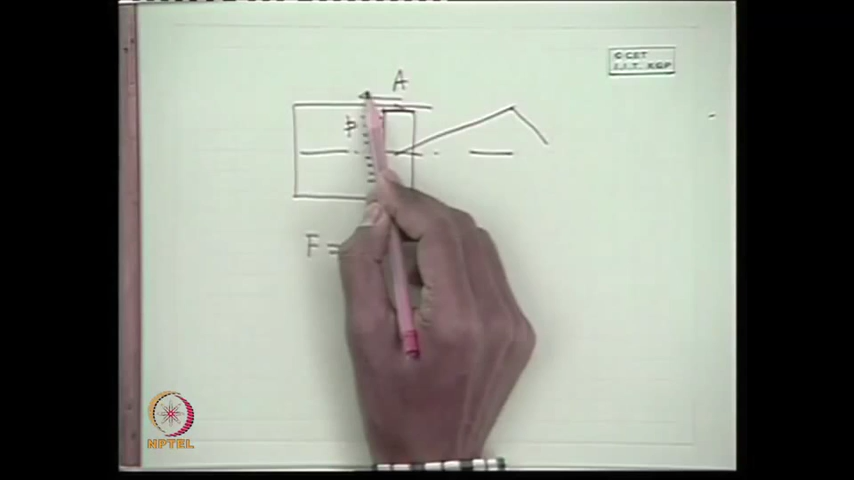 © CET
I.I.T. KGP
A
p
F =
NPTEL